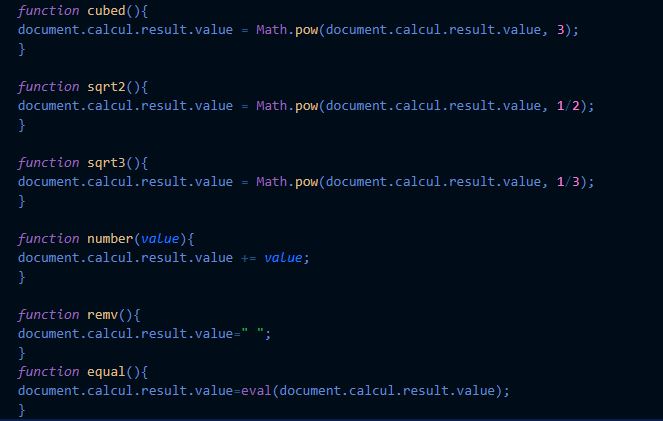 function cubed(){
document.calcul.result.value = Math.pow(document.calcul.result.value, 3);
}
function sqrt2(){
document.calcul.result.value = Math.pow(document.calcul.result.value, 1/2);
}
function sqrt3(){
document.calcul.result.value = Math.pow(document.calcul.result.value, 1/3);
}
function number(value){
document.calcul.result.value += value;
}
function remv(){
document.calcul.result.value=" ";
}
function equal(){
document.calcul.result.value=eval(document.calcul.result.value);
}